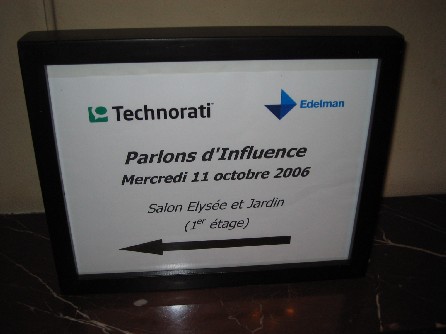 Technorati Edelman
Parlons d'Influence
Mercredi 11 octobre 2006
Salon Elysée et Jardin
(1er étage)